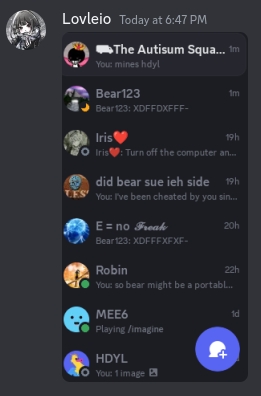 Lovleio Today at 6:47 PM
The Autisum Squa... 1m
You: mines hdyl
Bear123 1m
Bear123: XDFFDXFFF-
Iris❤️ 19h
Iris❤️: Turn off the computer an...
did bear sue ieh side 19h
You: I've been cheated by you sin...
E = no 𝓕𝓻𝓮𝓪𝓴 20h
Bear123: XDFFFXFXF-
Robin 22h
You: so bear might be a portabl...
MEE6 1d
Playing /imagine
HDYL
You: 1 image